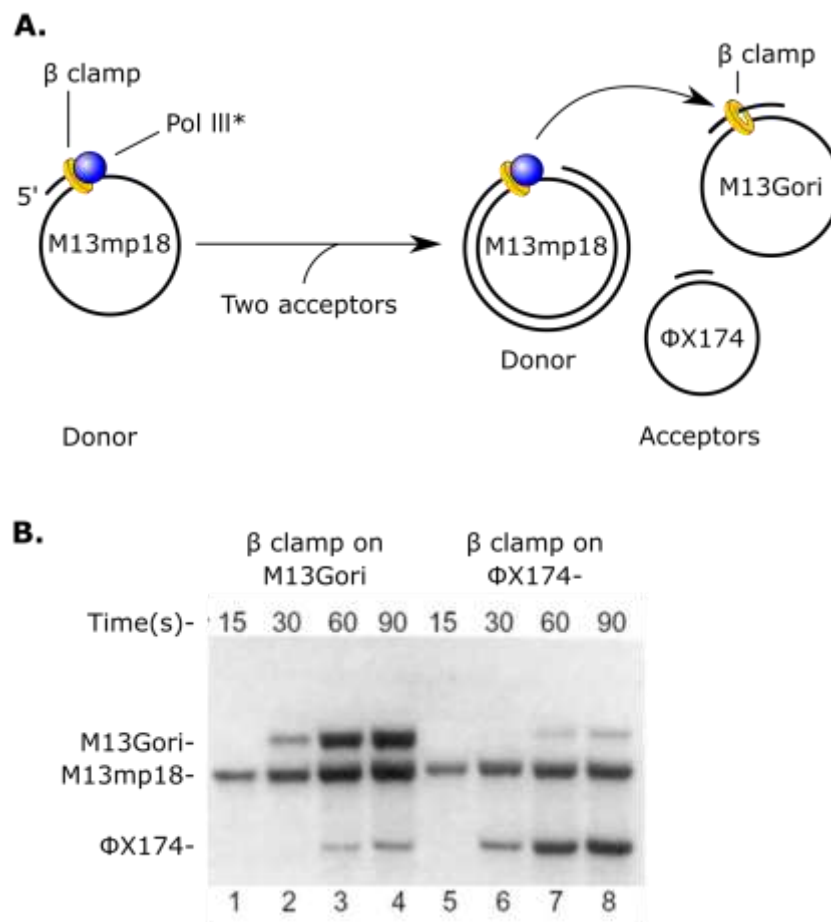 A.
β clamp
Pol III*
5'
M13mp18
Two acceptors
Donor
β clamp
M13mp18
M13Gori
ΦX174
Donor
Acceptors
B.
β clamp on β clamp on
M13Gori ΦX174-
Time(s)- 15 30 60 90 15 30 60 90
M13Gori-
M13mp18-
ΦX174-
1 2 3 4 5 6 7 8